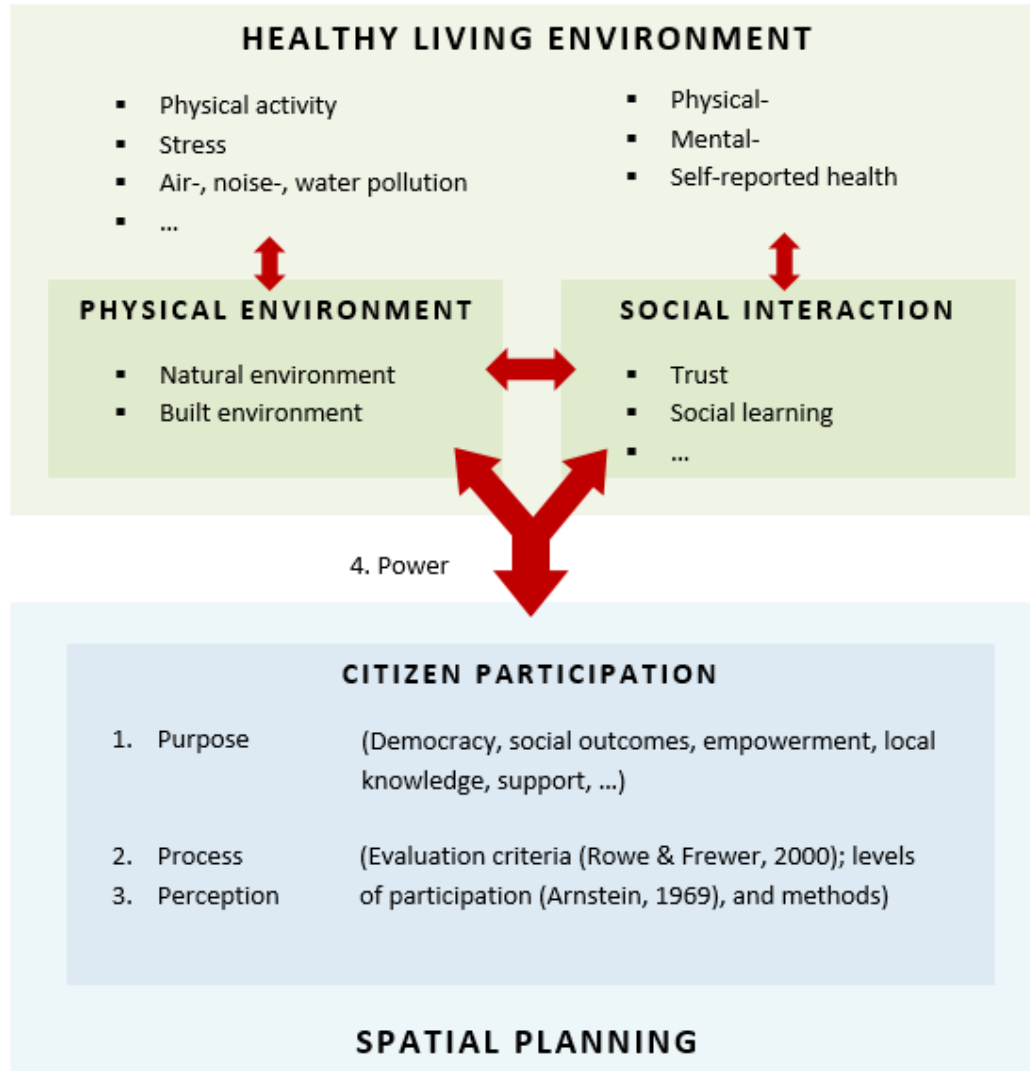 HEALTHY LIVING ENVIRONMENT
▪ Physical activity
▪ Stress
▪ Air-, noise-, water pollution
▪ ...
▪ Physical-
▪ Mental-
▪ Self-reported health
PHYSICAL ENVIRONMENT
▪ Natural environment
▪ Built environment
SOCIAL INTERACTION
▪ Trust
▪ Social learning
▪ ...
4. Power
CITIZEN PARTICIPATION
1. Purpose (Democracy, social outcomes, empowerment, local
knowledge, support, ...)
2. Process (Evaluation criteria (Rowe & Frewer, 2000); levels
3. Perception of participation (Arnstein, 1969), and methods)
SPATIAL PLANNING